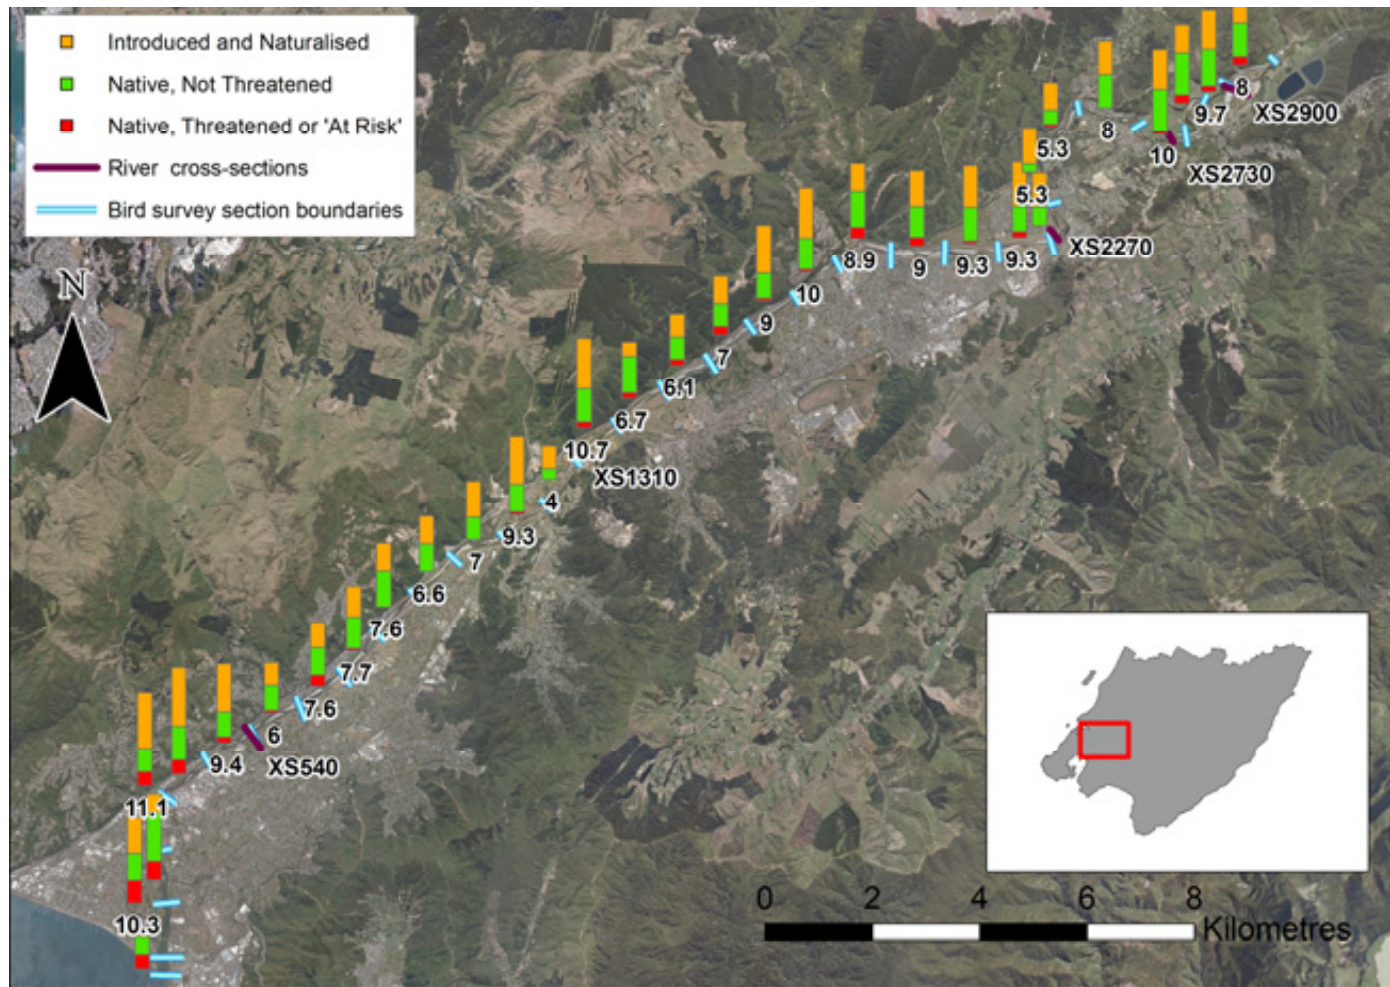 Introduced and Naturalised
Native, Not Threatened
Native, Threatened or 'At Risk'
River cross-sections
Bird survey section boundaries
N
8
XS2900
9.7
8
5.3
10
XS2730
5.3
XS2270
8.9
9
9.3
9.3
10
9
7
6.1
6.7
10.7
XS1310
4
9.3
7
6.6
7.6
7.7
7.6
6
XS540
9.4
11.1
10.3
0 2 4 6 8
Kilometres